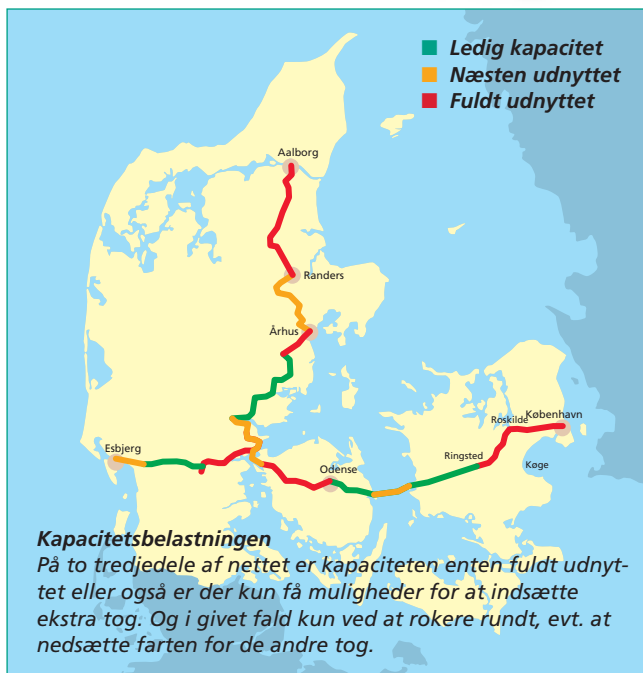 Ledig kapacitet
Næsten udnyttet
Fuldt udnyttet
Aalborg
Randers
Århus
Roskilde
København
Esbjerg
Ringsted
Køge
Odense
Kapacitetsbelastningen
På to tredjedele af nettet er kapaciteten enten fuldt udnyt-
tet eller også er der kun få muligheder for at indsætte
ekstra tog. Og i givet fald kun ved at rokere rundt, evt. at
nedsætte farten for de andre tog.